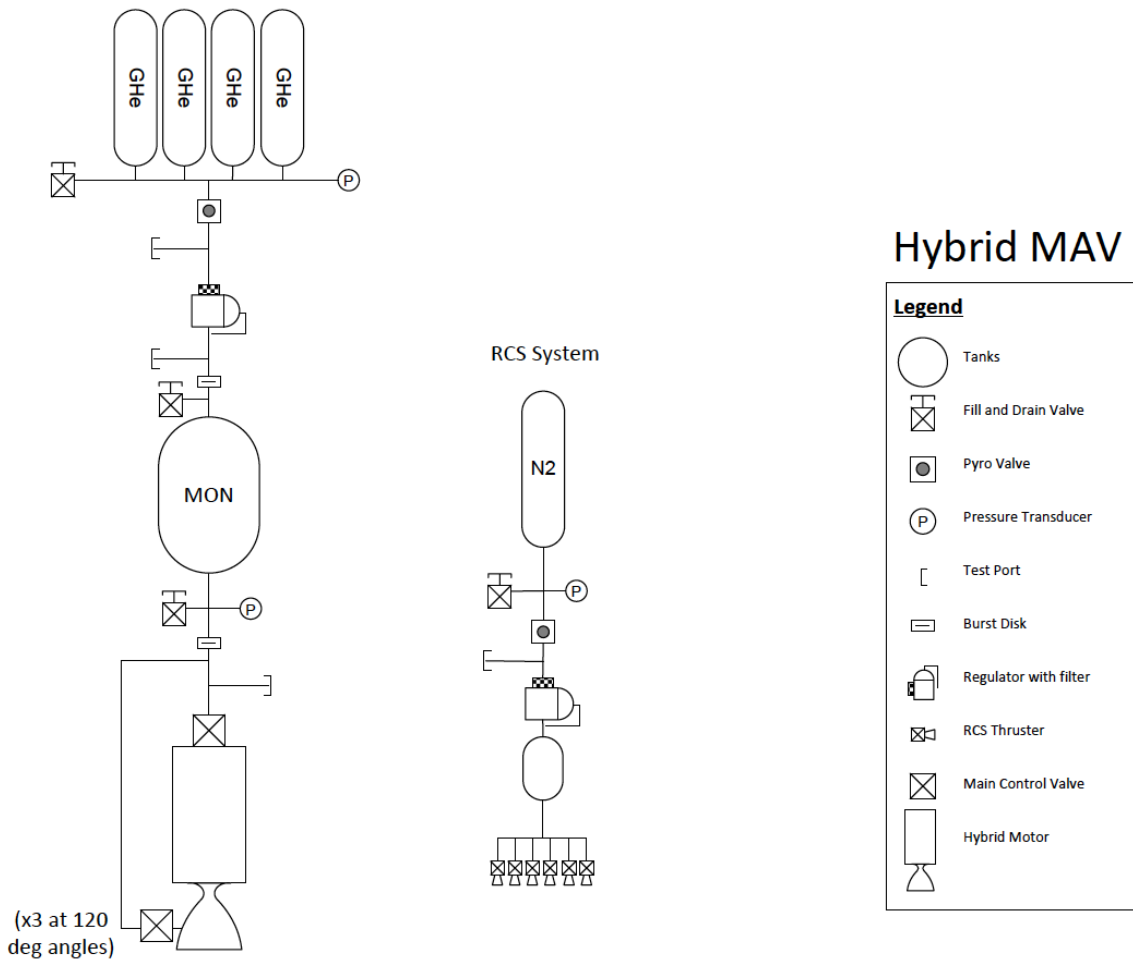 GHe
GHe
GHe
GHe
P
MON
P
(x3 at 120
deg angles)
RCS System
N2
P
Hybrid MAV
Legend
Tanks
Fill and Drain Valve
Pyro Valve
P
Pressure Transducer
Test Port
Burst Disk
Regulator with filter
RCS Thruster
Main Control Valve
Hybrid Motor